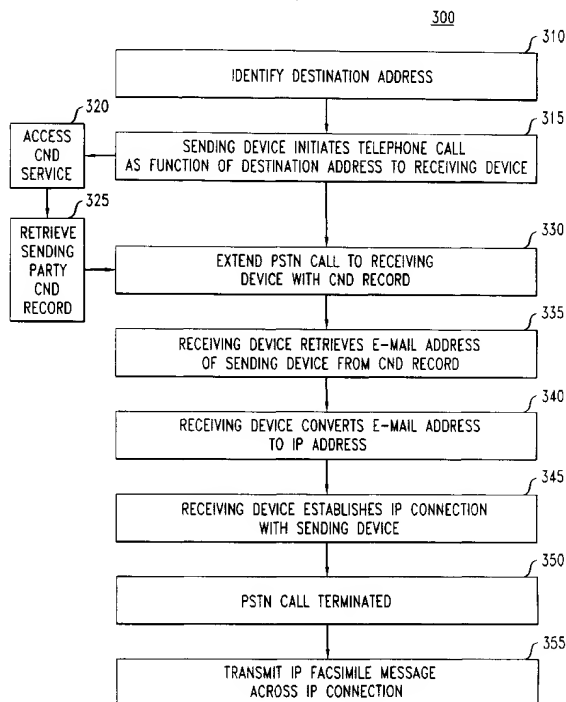 300
310
IDENTIFY DESTINATION ADDRESS
320
315
ACCESS
CND
SERVICE
SENDING DEVICE INITIATES TELEPHONE CALL
AS FUNCTION OF DESTINATION ADDRESS TO RECEIVING DEVICE
325
RETRIEVE
SENDING
PARTY
CND
RECORD
330
EXTEND PSTN CALL TO RECEIVING
DEVICE WITH CND RECORD
335
RECEIVING DEVICE RETRIEVES E-MAIL ADDRESS
OF SENDING DEVICE FROM CND RECORD
340
RECEIVING DEVICE CONVERTS E-MAIL ADDRESS
TO IP ADDRESS
345
RECEIVING DEVICE ESTABLISHES IP CONNECTION
WITH SENDING DEVICE
350
PSTN CALL TERMINATED
355
TRANSMIT IP FACSIMILE MESSAGE
ACROSS IP CONNECTION